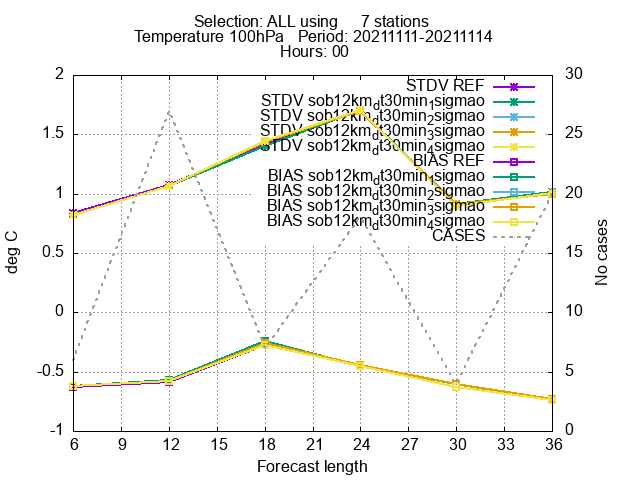 Selection: ALL using 7 stations
Temperature 100hPa Period: 20211111-20211114
Hours: 00
STDV REF
STDV sob12km_dt30min_1sigmao
STDV sob12km_dt30min_2sigmao
STDV sob12km_dt30min_3sigmao
STDV sob12km_dt30min_4sigmao
BIAS REF
BIAS sob12km_dt30min_1sigmao
BIAS sob12km_dt30min_2sigmao
BIAS sob12km_dt30min_3sigmao
BIAS sob12km_dt30min_4sigmao
CASES
2
1.5
1
0.5
0
-0.5
-1
deg C
30
25
20
15
10
5
0
No cases
6 9 12 15 18 21 24 27 30 33 36
Forecast length